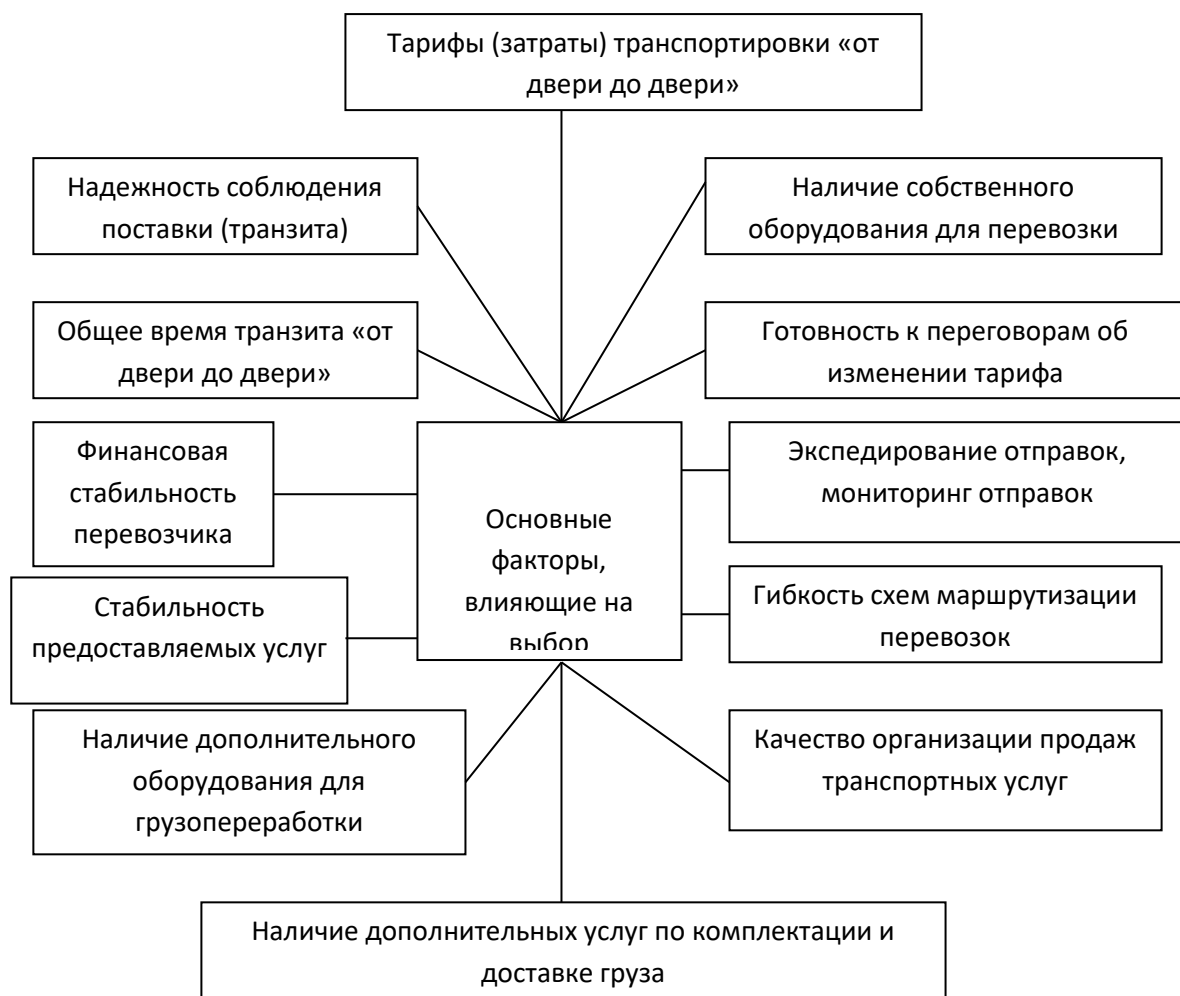 Тарифы (затраты) транспортировки «от
двери до двери»
Надежность соблюдения
поставки (транзита)
Наличие собственного
оборудования для перевозки
Общее время транзита «от
двери до двери»
Готовность к переговорам об
изменении тарифа
Финансовая
стабильность
перевозчика
Основные
факторы,
влияющие на
выбор
Экспедирование отправок,
мониторинг отправок
Стабильность
предоставляемых услуг
Гибкость схем маршрутизации
перевозок
Наличие дополнительного
оборудования для
грузопереработки
Качество организации продаж
транспортных услуг
Наличие дополнительных услуг по комплектации и
доставке груза